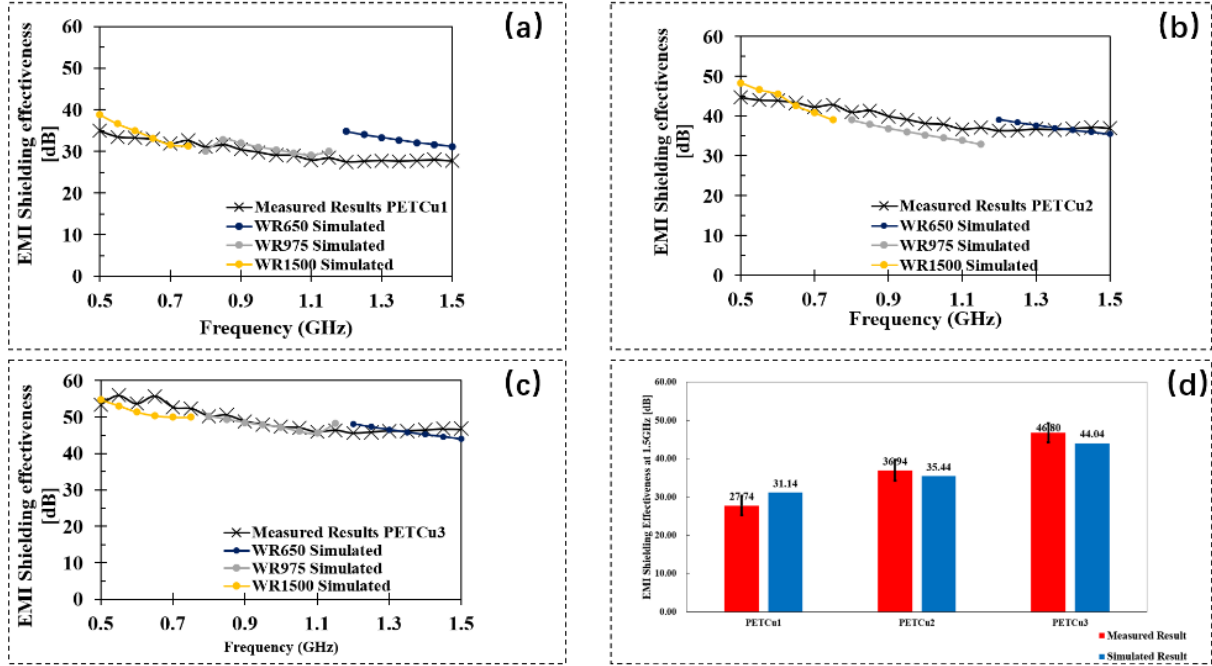 (a)
EMI Shielding effectiveness
[dB]
60
50
40
30
20
10
0
Measured Results PETCu1
WR650 Simulated
WR975 Simulated
WR1500 Simulated
0.5 0.7 0.9 1.1 1.3 1.5
Frequency (GHz)
(b)
EMI Shielding effectiveness
[dB]
60
50
40
30
20
10
0
Measured Results PETCu2
WR650 Simulated
WR975 Simulated
WR1500 Simulated
0.5 0.7 0.9 1.1 1.3 1.5
Frequency (GHz)
(c)
EMI Shielding effectiveness
[dB]
60
50
40
30
20
10
0
Measured Results PETCu3
WR650 Simulated
WR975 Simulated
WR1500 Simulated
0.5 0.7 0.9 1.1 1.3 1.5
Frequency (GHz)
(d)
EMI Shielding Effectiveness at 1.5GHz [dB]
60.00
50.00
40.00
30.00
20.00
10.00
0.00
27.74 31.14
36.94 35.44
46.80 44.04
PETCu1 PETCu2 PETCu3
Measured Result
Simulated Result